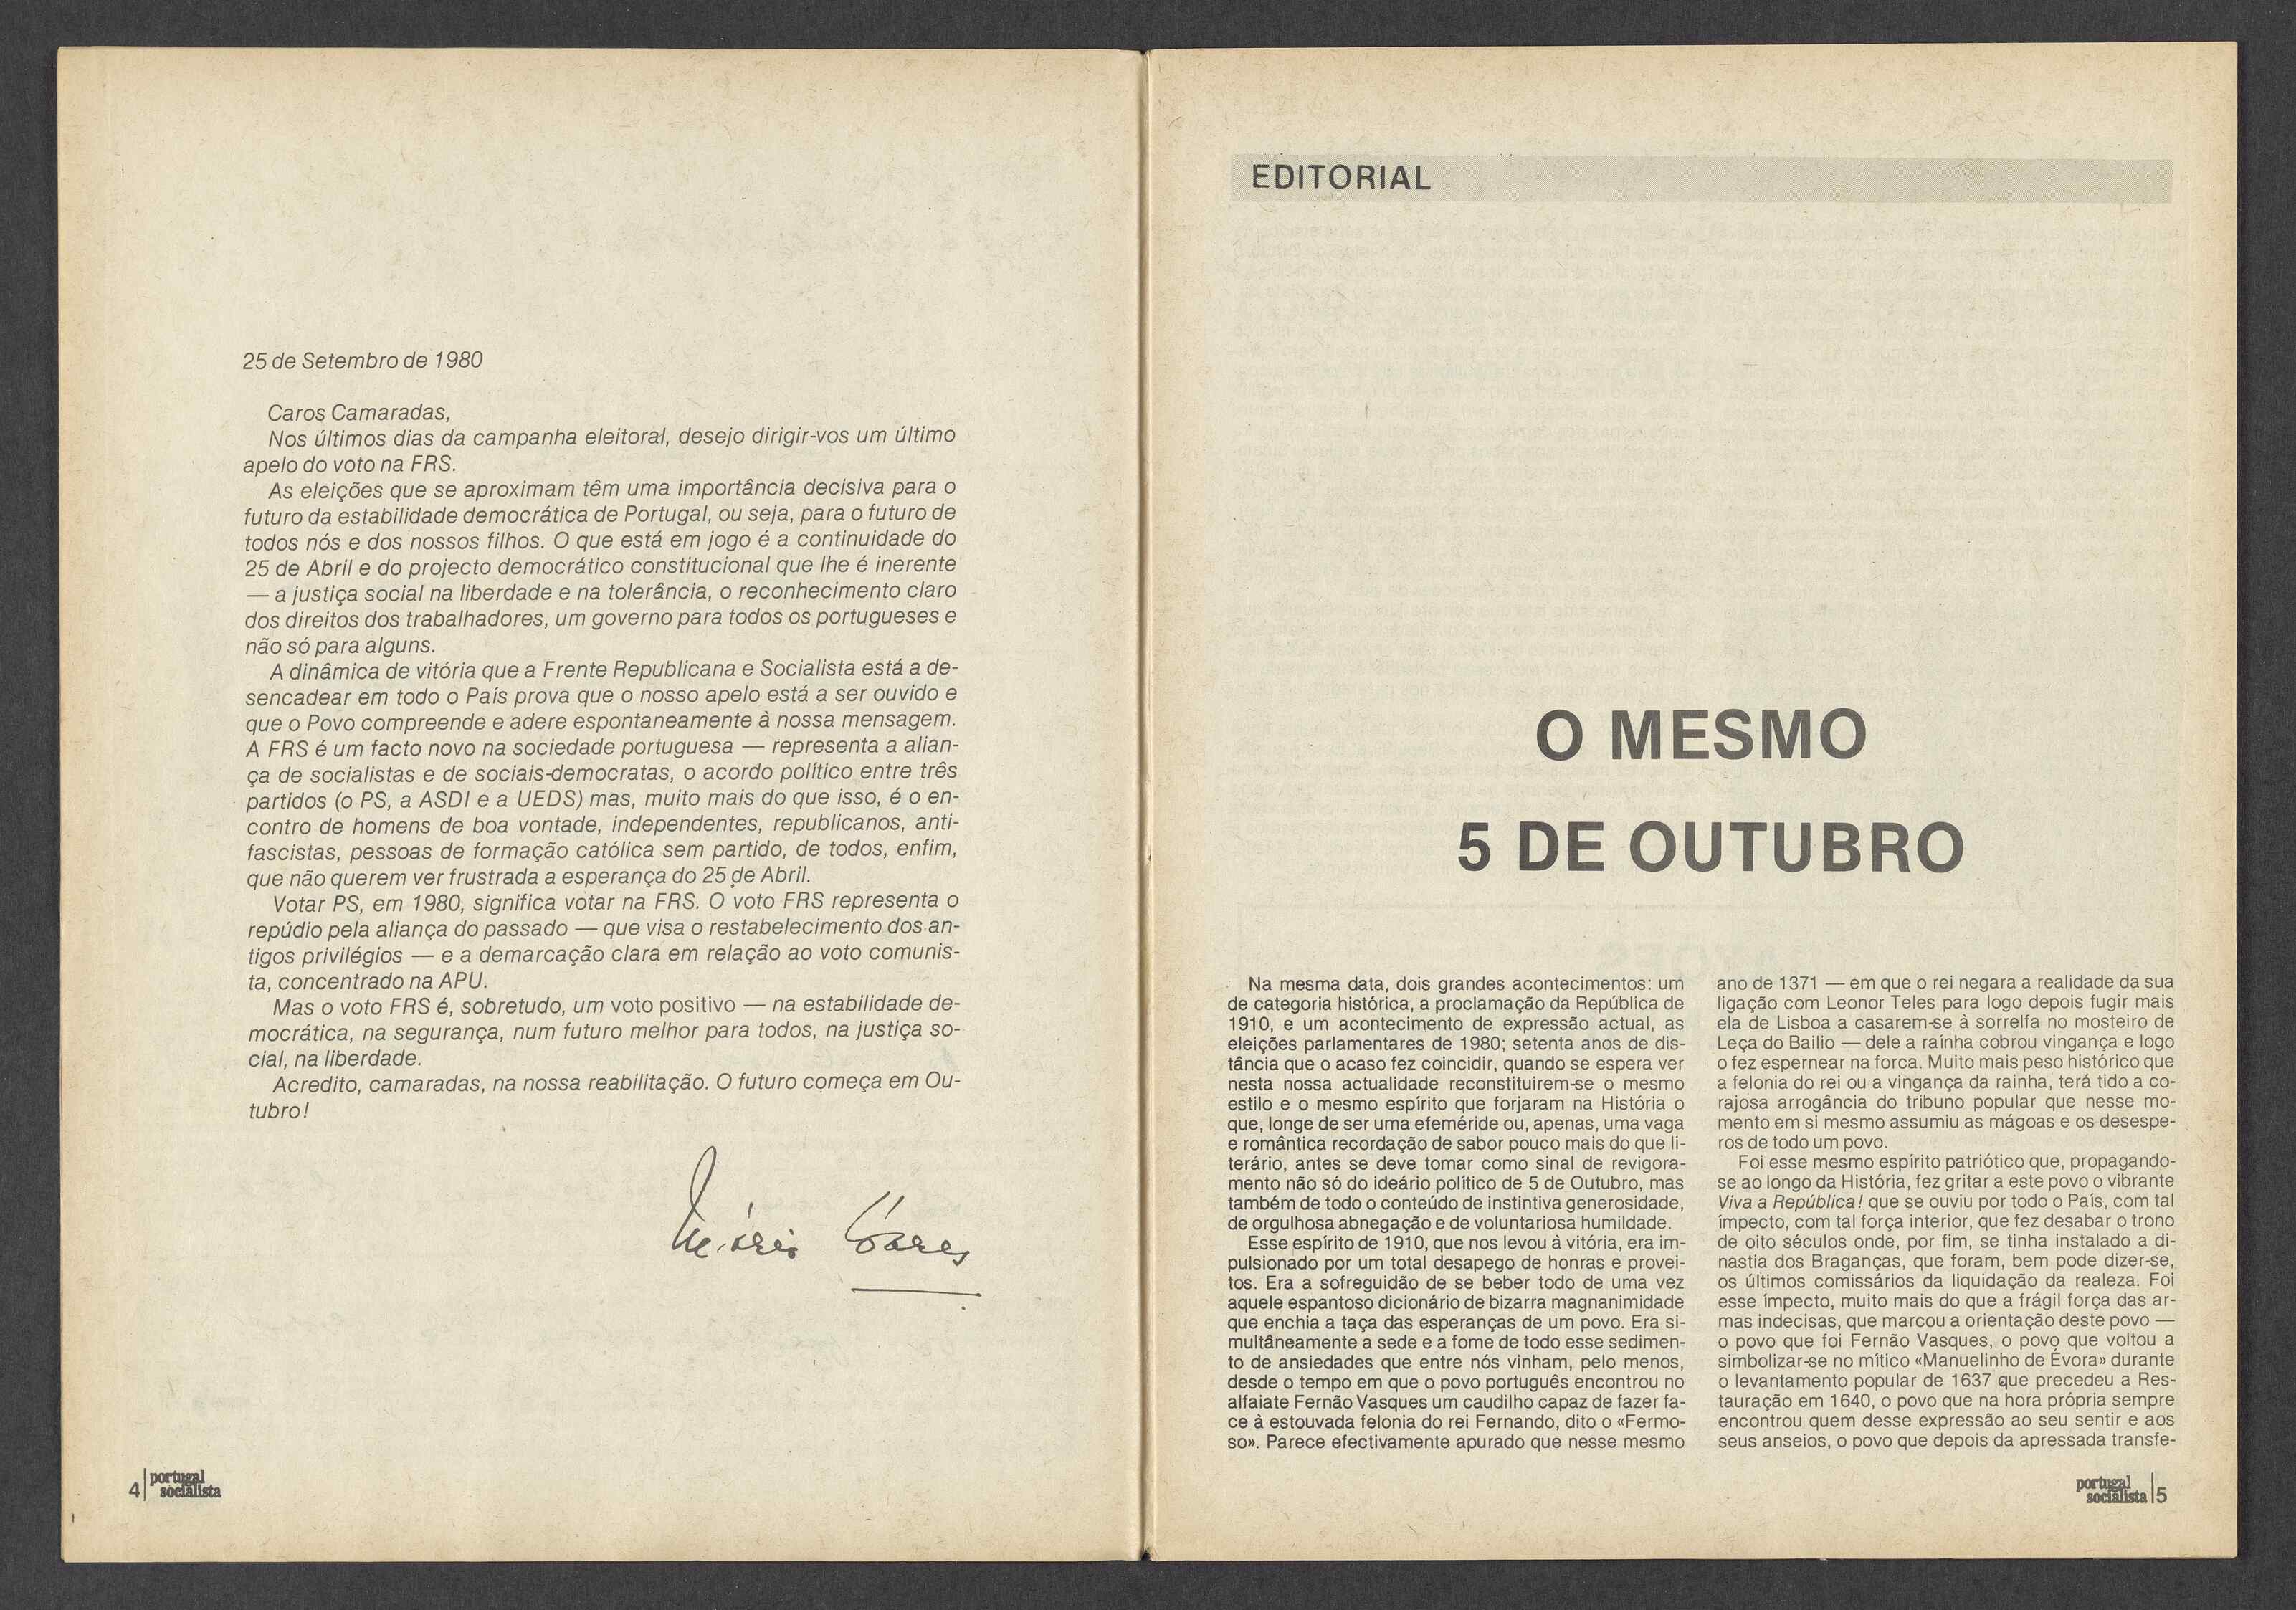 25 de Setembro de 1980
Caros Camaradas,
Nos últimos dias da campanha eleitoral, desejo dirigir-vos um último
apelo do voto na FRS.
As eleições que se aproximam têm uma importância decisiva para o
futuro da estabilidade democrática de Portugal, ou seja, para o futuro de
todos nós e dos nossos filhos. O que está em jogo é a continuidade do
25 de Abril e do projecto democrático constitucional que lhe é inerente
— a justiça social na liberdade e na tolerância, o reconhecimento claro
dos direitos dos trabalhadores, um governo para todos os portugueses e
não só para alguns.
A dinâmica de vitória que a Frente Republicana e Socialista está a de-
sencadear em todo o País prova que o nosso apelo está a ser ouvido e
que o Povo compreende e adere espontaneamente à nossa mensagem.
A FRS é um facto novo na sociedade portuguesa — representa a alian-
ça de socialistas e de sociais-democratas, o acordo político entre três
partidos (o PS, a ASDI e a UEDS) mas, muito mais do que isso, é o en-
contro de homens de boa vontade, independentes, republicanos, anti-
fascistas, pessoas de formação católica sem partido, de todos, enfim,
que não querem ver frustrada a esperança do 25 de Abril.
Votar PS, em 1980, significa votar na FRS. O voto FRS representa o
repúdio pela aliança do passado — que visa o restabelecimento dos an-
tigos privilégios — e a demarcação clara em relação ao voto comunis-
ta, concentrado na APU.
Mas o voto FRS é, sobretudo, um voto positivo — na estabilidade de-
mocrática, na segurança, num futuro melhor para todos, na justiça so-
cial, na liberdade.
Acredito, camaradas, na nossa reabilitação. O futuro começa em Ou-
tubro!
Mário Soares
4 portugal
socialista
EDITORIAL
O MESMO
5 DE OUTUBRO
Na mesma data, dois grandes acontecimentos: um
de categoria histórica, a proclamação da República de
1910, e um acontecimento de expressão actual, as
eleições parlamentares de 1980; setenta anos de dis-
tância que o acaso fez coincidir, quando se espera ver
nesta nossa actualidade reconstituirem-se o mesmo
estilo e o mesmo espírito que forjaram na História o
que, longe de ser uma efeméride ou, apenas, uma vaga
e romântica recordação de sabor pouco mais do que li-
terário, antes se deve tomar como sinal de revigora-
mento não só do ideário político de 5 de Outubro, mas
também de todo o conteúdo de instintiva generosidade,
de orgulhosa abnegação e de voluntariosa humildade.
Esse espírito de 1910, que nos levou à vitória, era im-
pulsionado por um total desapego de honras e provei-
tos. Era a sofreguidão de se beber todo de uma vez
aquele espantoso dicionário de bizarra magnanimidade
que enchia a taça das esperanças de um povo. Era si-
multâneamente a sede e a fome de todo esse sedimen-
to de ansiedades que entre nós vinham, pelo menos,
desde o tempo em que o povo português encontrou no
alfaiate Fernão Vasques um caudilho capaz de fazer fa-
ce à estouvada felonia do rei Fernando, dito o «Fermo-
so». Parece efectivamente apurado que nesse mesmo
ano de 1371 — em que o rei negara a realidade da sua
ligação com Leonor Teles para logo depois fugir mais
ela de Lisboa a casarem-se à sorrelfa no mosteiro de
Leça do Bailio — dele a raínha cobrou vingança e logo
o fez espernear na forca. Muito mais peso histórico que
a felonia do rei ou a vingança da rainha, terá tido a co-
rajosa arrogância do tribuno popular que nesse mo-
mento em si mesmo assumiu as mágoas e os desespe-
ros de todo um povo.
Foi esse mesmo espírito patriótico que, propagando-
se ao longo da História, fez gritar a este povo o vibrante
Viva a República! que se ouviu por todo o País, com tal
ímpecto, com tal força interior, que fez desabar o trono
de oito séculos onde, por fim, se tinha instalado a di-
nastia dos Braganças, que foram, bem pode dizer-se,
os últimos comissários da liquidação da realeza. Foi
esse ímpecto, muito mais do que a frágil força das ar-
mas indecisas, que marcou a orientação deste povo —
o povo que foi Fernão Vasques, o povo que voltou a
simbolizar-se no mítico «Manuelinho de Évora» durante
o levantamento popular de 1637 que precedeu a Res-
tauração em 1640, o povo que na hora própria sempre
encontrou quem desse expressão ao seu sentir e aos
seus anseios, o povo que depois da apressada transfe-
portugal
socialista 5